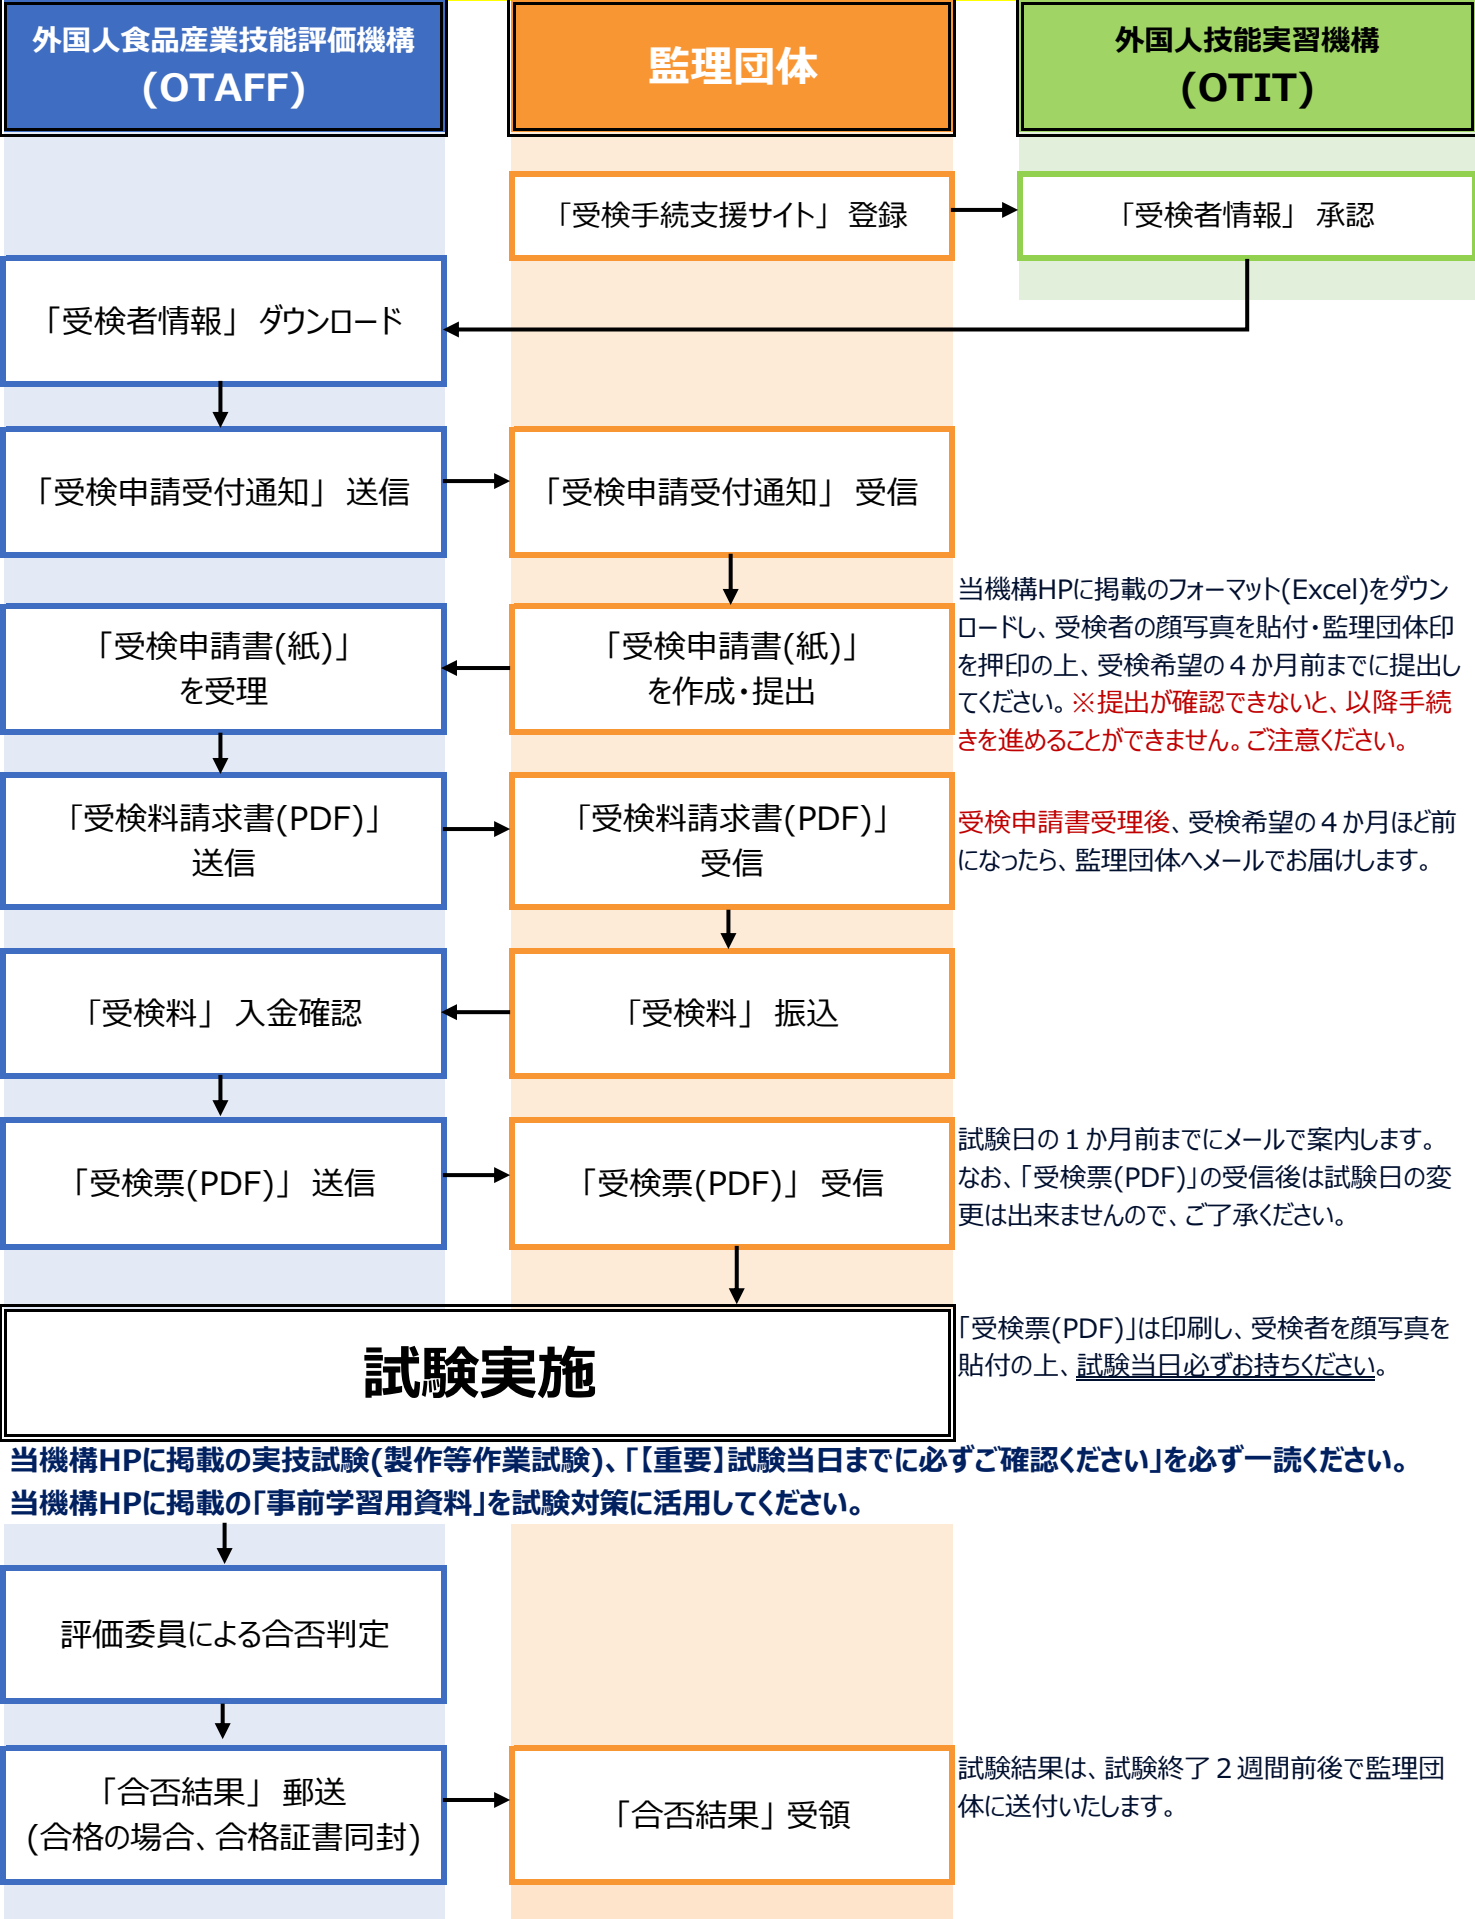 外国人食品産業技能評価機構
(OTAFF)
監理団体
外国人技能実習機構
(OTIT)
「受検手続支援サイト」 登録
「受検者情報」 承認
「受検者情報」 ダウンロード
「受検申請受付通知」 送信
「受検申請受付通知」 受信
「受検申請書(紙)」
を受理
「受検申請書(紙)」
を作成・提出
当機構HPに掲載のフォーマット(Excel)をダウン
ロードし、受検者の顔写真を貼付・監理団体印
を押印の上、受検希望の４か月前までに提出し
てください。※提出が確認できないと、以降手続
きを進めることができません。ご注意ください。
「受検料請求書(PDF)」
送信
「受検料請求書(PDF)」
受信
受検申請書受理後、受検希望の４か月ほど前
になったら、監理団体へメールでお届けします。
「受検料」 入金確認
「受検料」 振込
「受検票(PDF)」 送信
「受検票(PDF)」 受信
試験日の１か月前までにメールで案内します。
なお、「受検票(PDF)」の受信後は試験日の変
更は出来ませんので、ご了承ください。
試験実施
「受検票(PDF)」は印刷し、受検者を顔写真を
貼付の上、試験当日必ずお持ちください。
当機構HPに掲載の実技試験(製作等作業試験)、「【重要】試験当日までに必ずご確認ください」を必ず一読ください。
当機構HPに掲載の「事前学習用資料」を試験対策に活用してください。
評価委員による合否判定
「合否結果」 郵送
(合格の場合、合格証書同封)
「合否結果」受領
試験結果は、試験終了２週間前後で監理団
体に送付いたします。